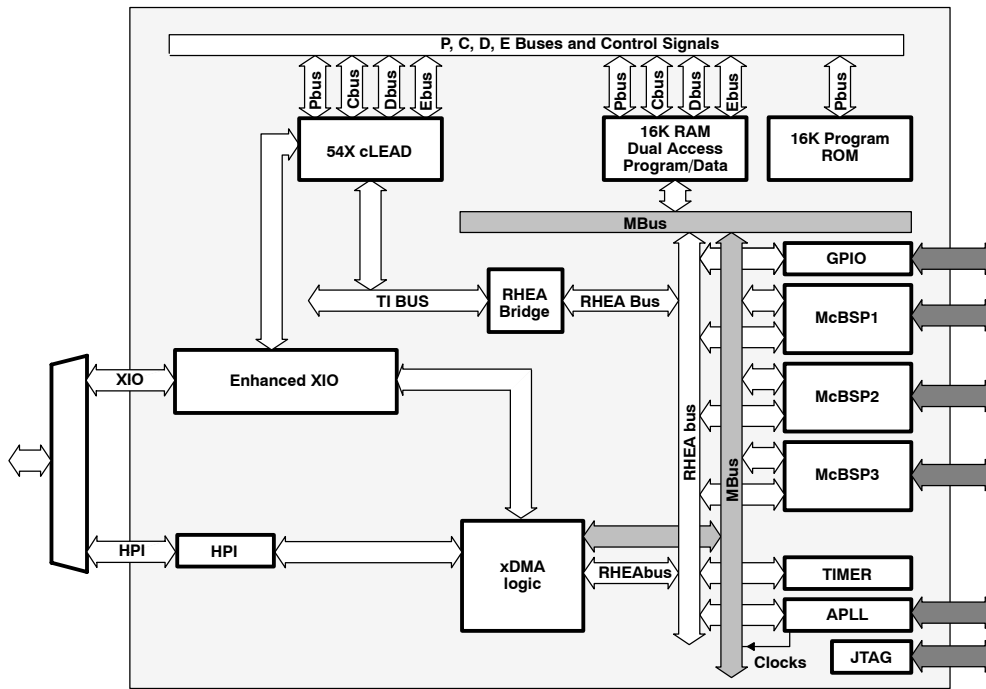 P, C, D, E Buses and Control Signals
Pbus
Cbus
Dbus
Ebus
Pbus
Cbus
Dbus
Ebus
Pbus
54X cLEAD
16K RAM
Dual Access
Program/Data
16K Program
ROM
MBus
GPIO
TI BUS
RHEA
Bridge
RHEA Bus
McBSP1
XIO
Enhanced XIO
McBSP2
RHEA bus
MBus
McBSP3
HPI
HPI
xDMA
logic
RHEAbus
TIMER
APLL
Clocks
JTAG